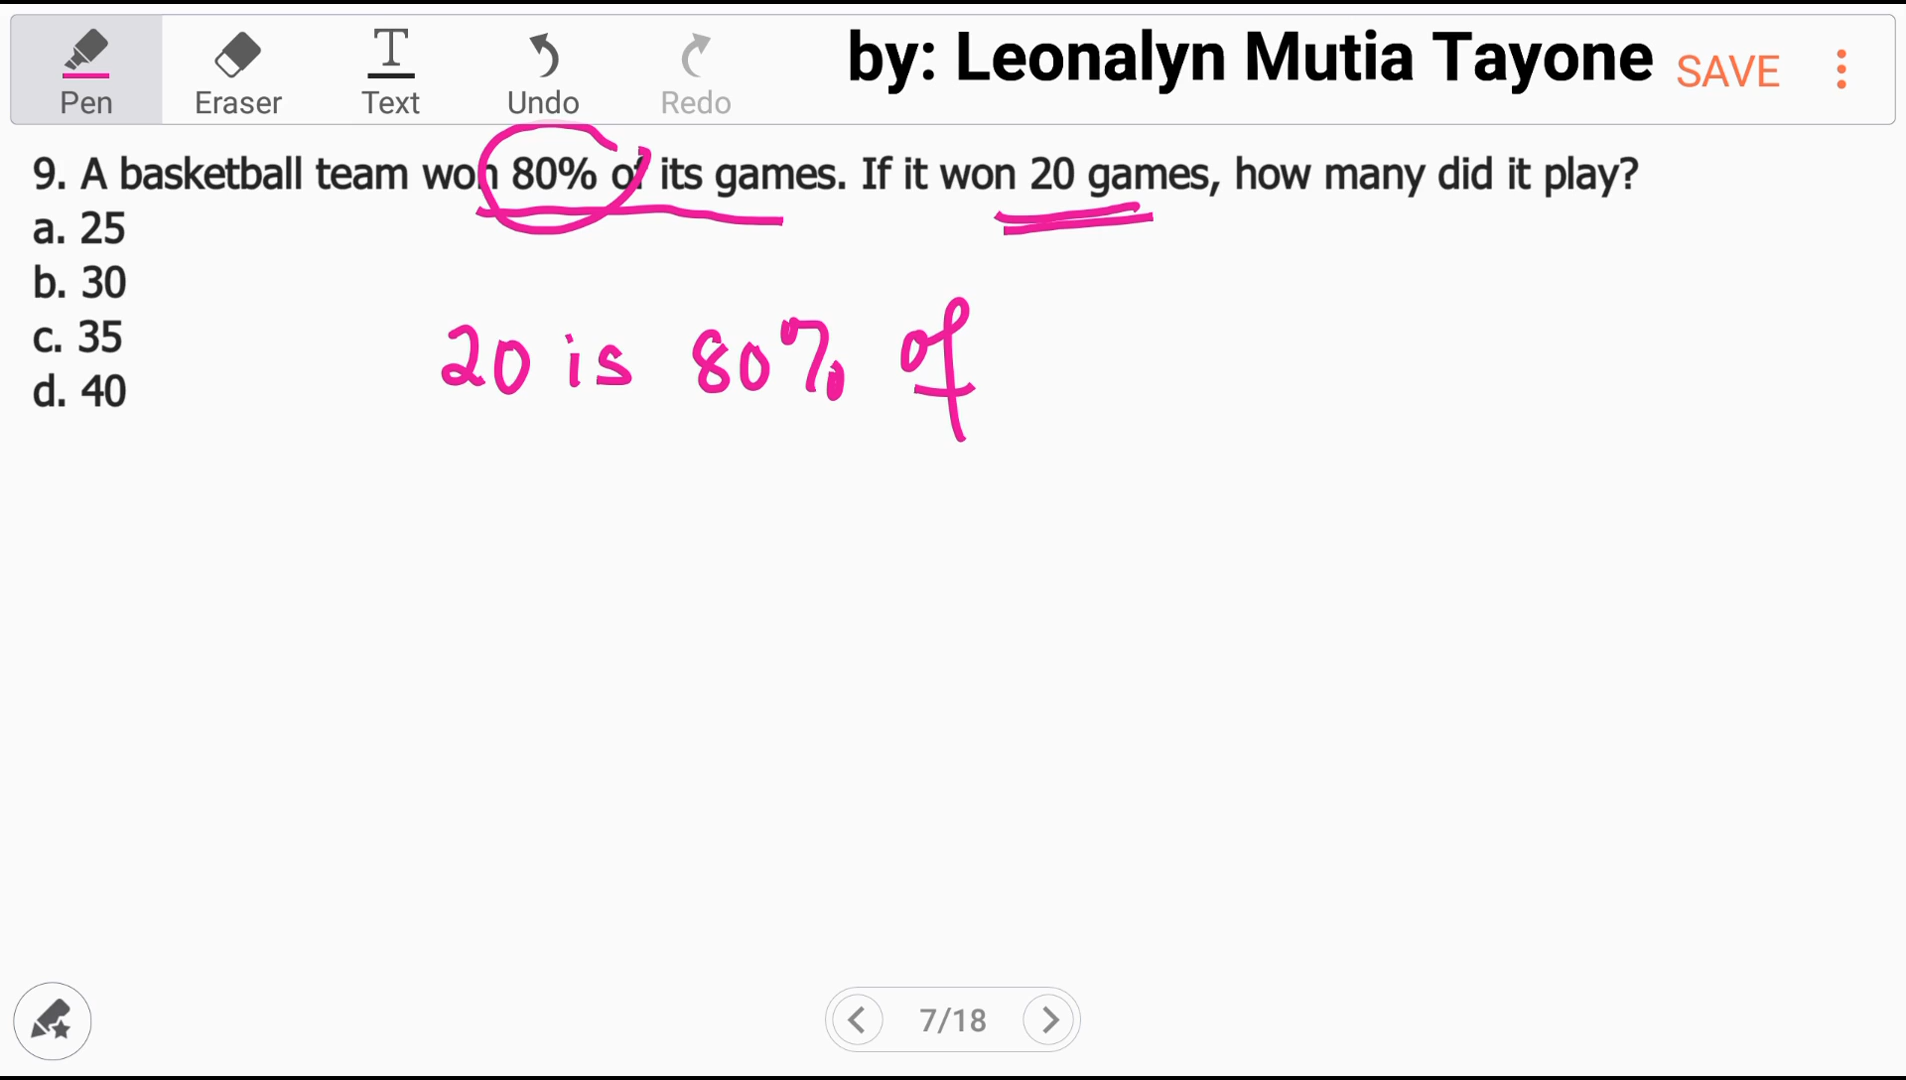 by: Leonalyn Mutia Tayone
SAVE
Pen
Eraser
Text
Undo
Redo
9. A basketball team won 80% of its games. If it won 20 games, how many did it play?
a. 25
b. 30
c. 35
d. 40
20 is 80% of
7/18